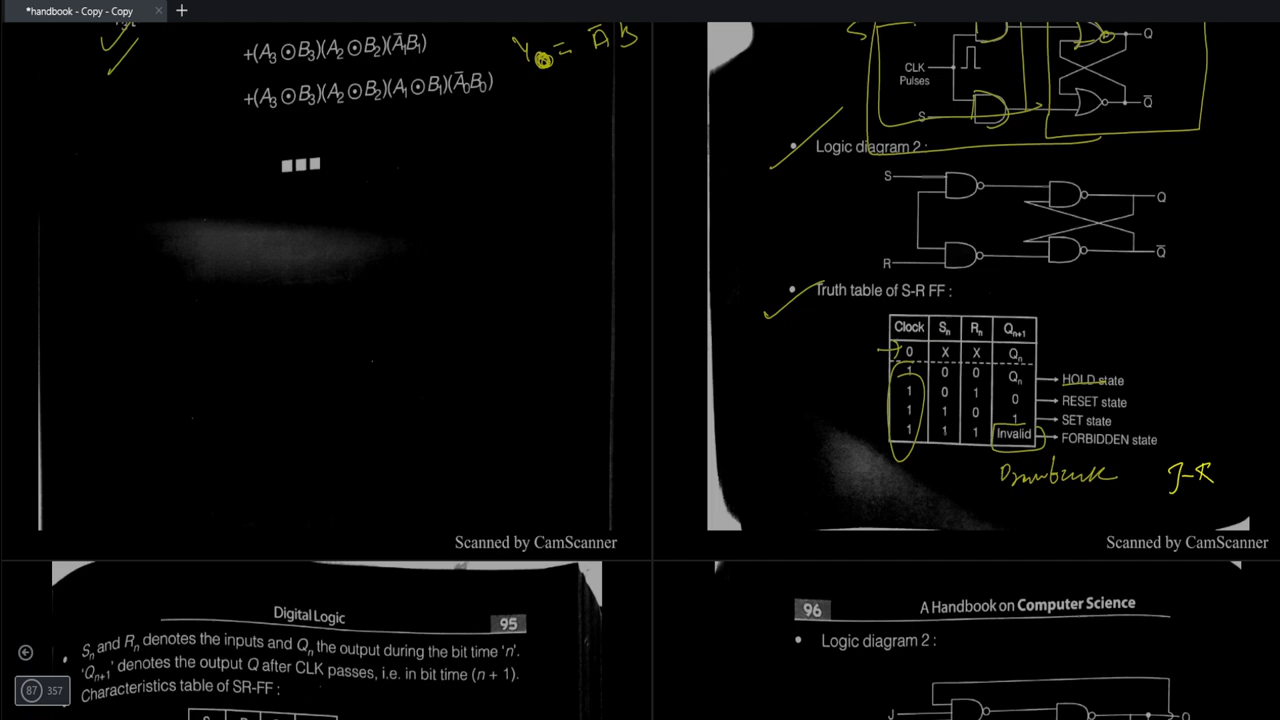 *handbook - Copy - Copy
+(A₃⊙B₃)(A₂⊙B₂)(A̅₁B₁)
+(A₃⊙B₃)(A₂⊙B₂)(A₁⊙B₁)(A̅₀B₀)
= A̅ B
Scanned by CamScanner
S
CLK
Pulses
S
Q
Q̅
• Logic diagram 2 :
S
R
Q
Q̅
• Truth table of S-R FF :
Clock Sₙ Rₙ Qₙ₊₁
0 X X Qₙ
1 0 0 Qₙ → HOLD state
1 0 1 0 → RESET state
1 1 0 1 → SET state
1 1 1 Invalid → FORBIDDEN state
Drawback J-K
Scanned by CamScanner
Digital Logic 95
• Sₙ and Rₙ denotes the inputs and Qₙ the output during the bit time 'n'.
'Qₙ₊₁' denotes the output Q after CLK passes, i.e. in bit time (n + 1).
• Characteristics table of SR-FF :
87 357
96 A Handbook on Computer Science
• Logic diagram 2 :
J
Q